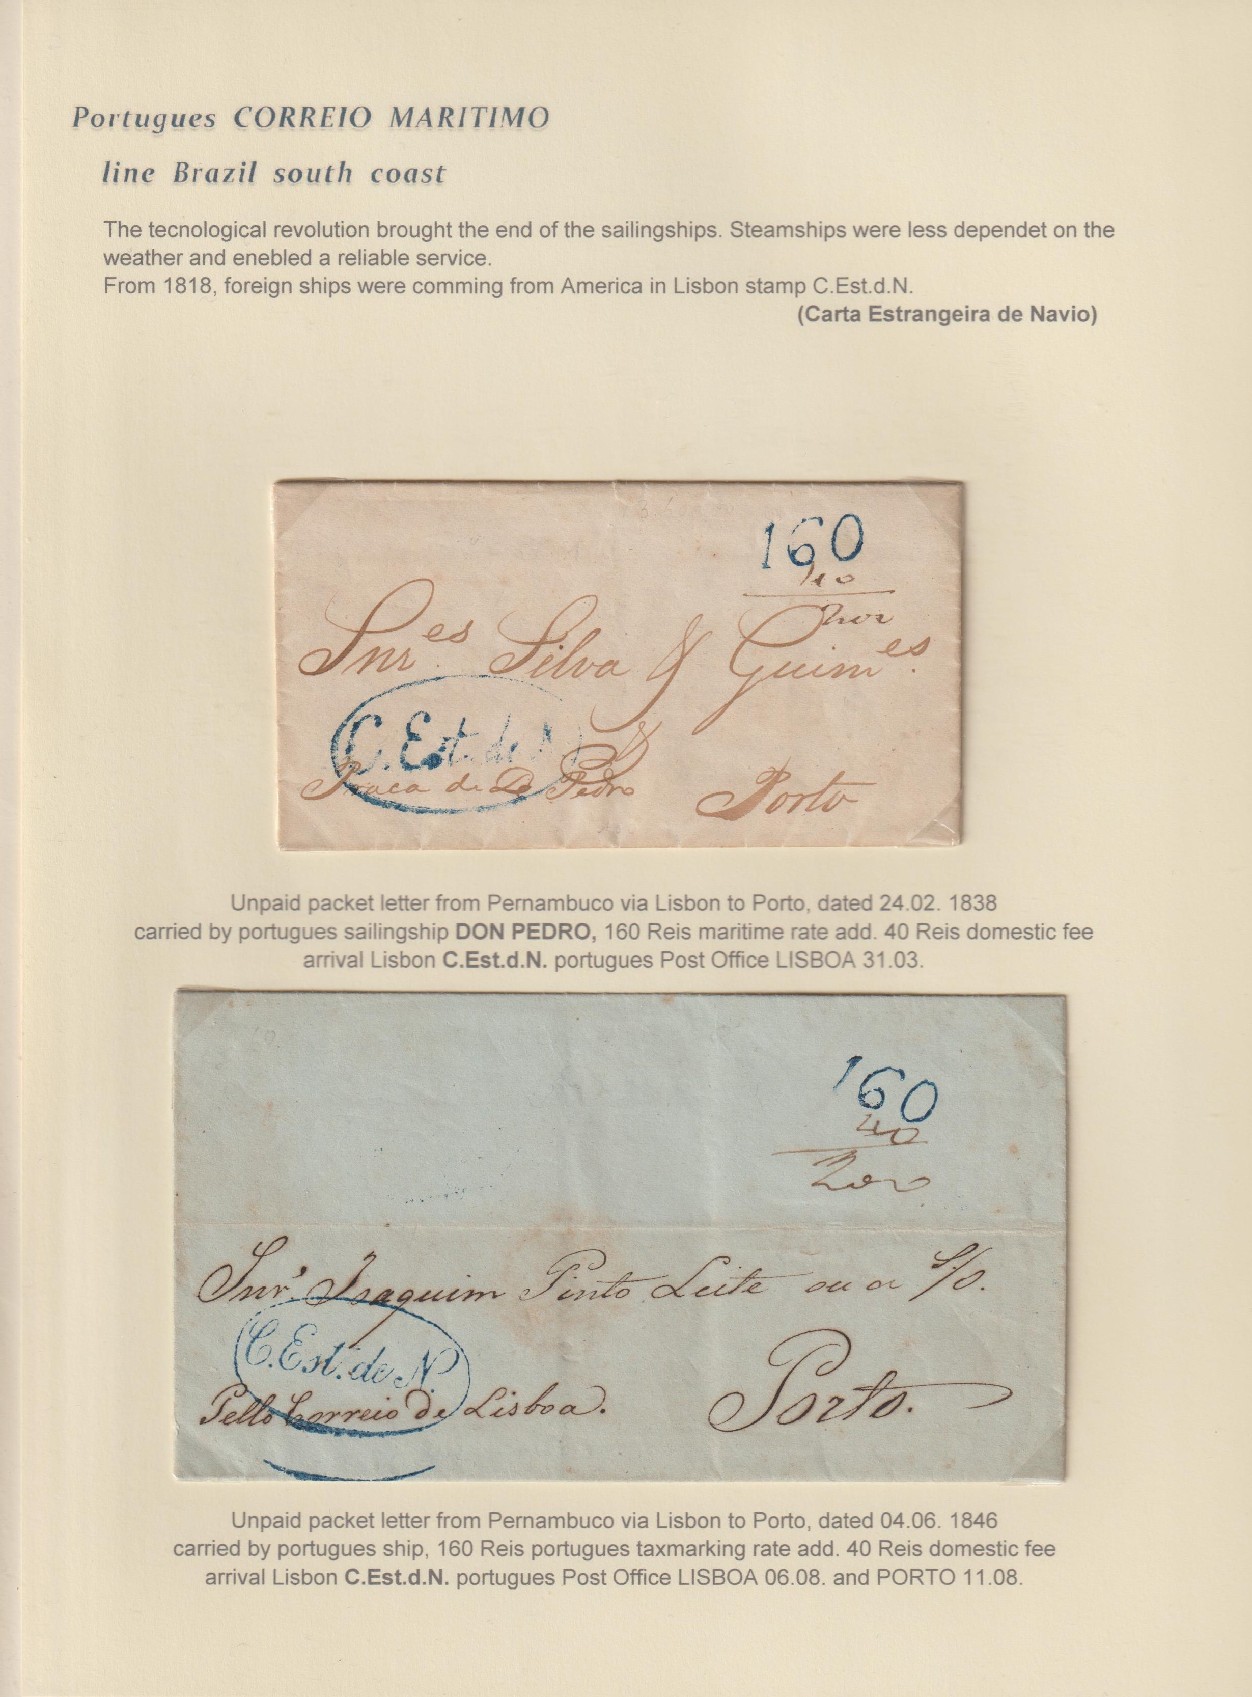 Portugues CORREIO MARITIMO
line Brazil south coast
The tecnological revolution brought the end of the sailingships. Steamships were less dependet on the
weather and enebled a reliable service.
From 1818, foreign ships were comming from America in Lisbon stamp C.Est.d.N.
(Carta Estrangeira de Navio)
160
40
200
Snres. Silva & Guimes.
C. Est. de N
Praca de D. Pedro
Porto
Unpaid packet letter from Pernambuco via Lisbon to Porto, dated 24.02. 1838
carried by portugues sailingship DON PEDRO, 160 Reis maritime rate add. 40 Reis domestic fee
arrival Lisbon C.Est.d.N. portugues Post Office LISBOA 31.03.
160
40
200
Snr. Joaquim Pinto Leite ou a S/O.
C. Est. de N
Pello Correio de Lisboa.
Porto.
Unpaid packet letter from Pernambuco via Lisbon to Porto, dated 04.06. 1846
carried by portugues ship, 160 Reis portugues taxmarking rate add. 40 Reis domestic fee
arrival Lisbon C.Est.d.N. portugues Post Office LISBOA 06.08. and PORTO 11.08.